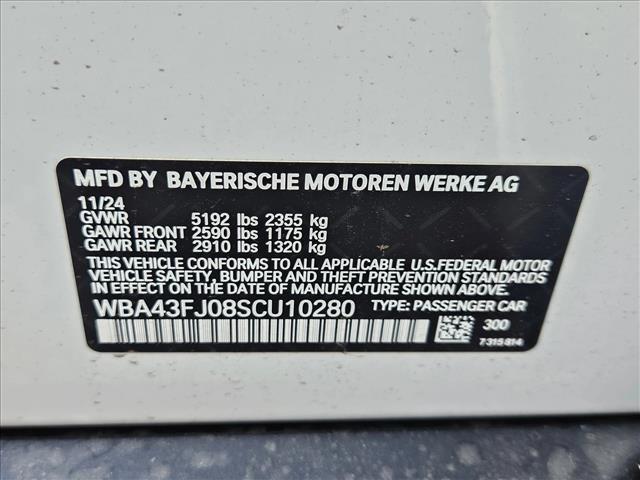 MFD BY BAYERISCHE MOTOREN WERKE AG
11/24
GVWR 5192 lbs 2355 kg
GAWR FRONT 2590 lbs 1175 kg
GAWR REAR 2910 lbs 1320 kg
THIS VEHICLE CONFORMS TO ALL APPLICABLE U.S.FEDERAL MOTOR
VEHICLE SAFETY, BUMPER, AND THEFT PREVENTION STANDARDS
IN EFFECT ON THE DATE OF MANUFACTURE SHOWN ABOVE.
WBA43FJ08SCU10280 TYPE: PASSENGER CAR
300
7315814